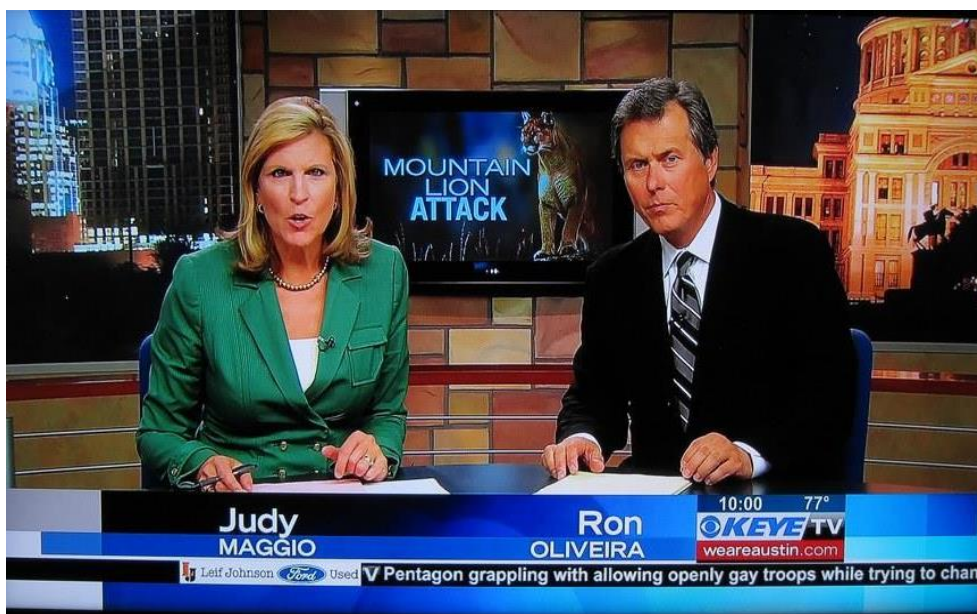 MOUNTAIN
LION
ATTACK
Judy
MAGGIO
Ron
OLIVEIRA
10:00 77°
KEYE TV
weareaustin.com
Leif Johnson Ford Used V Pentagon grappling with allowing openly gay troops while trying to chan